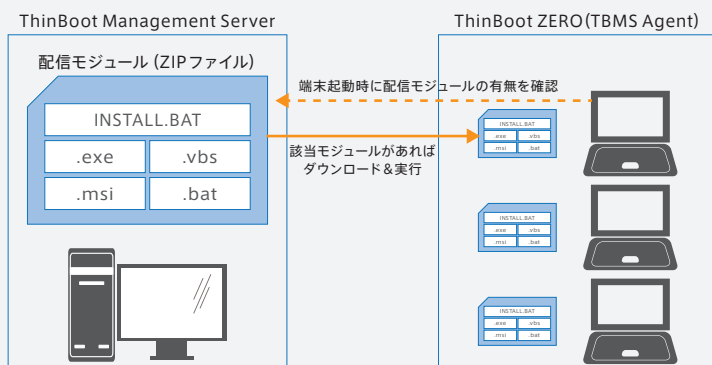 ThinBoot Management Server
ThinBoot ZERO(TBMS Agent)
配信モジュール (ZIPファイル)
INSTALL.BAT
.exe .vbs
.msi .bat
端末起動時に配信モジュールの有無を確認
該当モジュールがあれば
ダウンロード&実行
INSTALL.BAT
.exe .vbs
.msi .bat
INSTALL.BAT
.exe .vbs
.msi .bat
INSTALL.BAT
.exe .vbs
.msi .bat